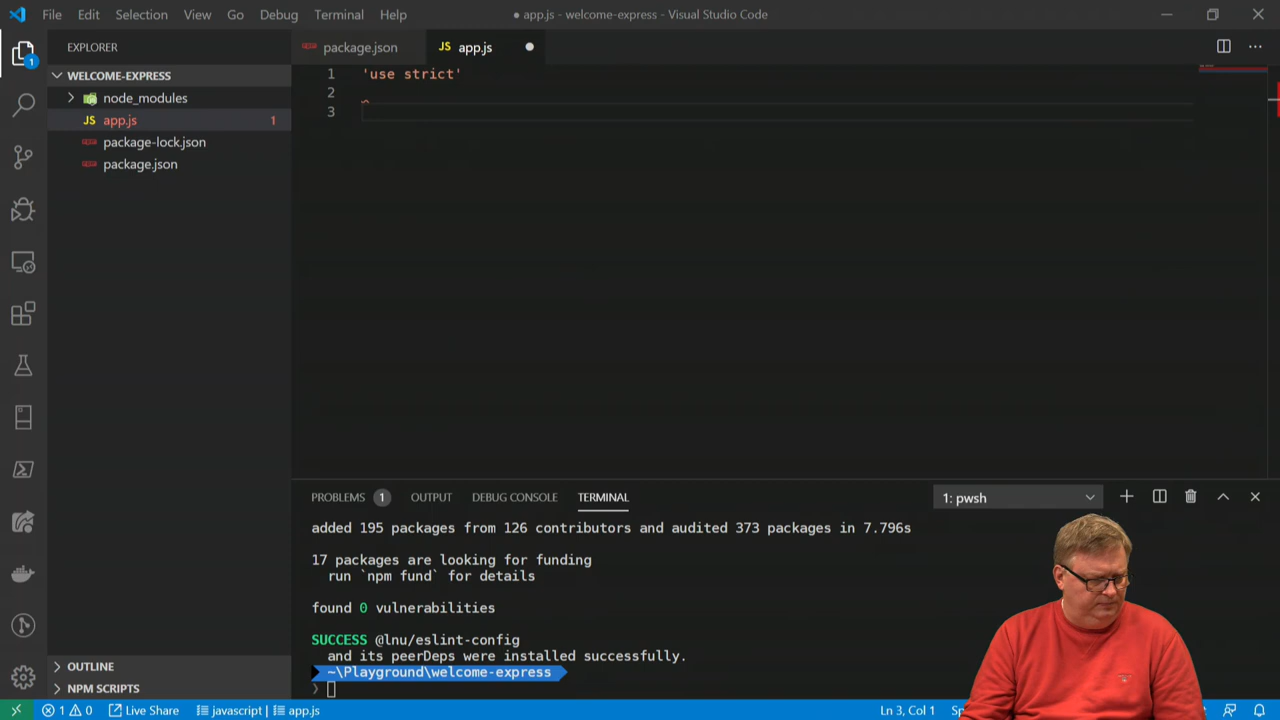 File Edit Selection View Go Debug Terminal Help
● app.js - welcome-express - Visual Studio Code
EXPLORER
WELCOME-EXPRESS
node_modules
JS app.js 1
package-lock.json
package.json
OUTLINE
NPM SCRIPTS
1
package.json
JS app.js
1 'use strict'
2
3
PROBLEMS 1 OUTPUT DEBUG CONSOLE TERMINAL
1: pwsh
added 195 packages from 126 contributors and audited 373 packages in 7.796s
17 packages are looking for funding
run `npm fund` for details
found 0 vulnerabilities
SUCCESS @lnu/eslint-config
and its peerDeps were installed successfully.
~\Playground\welcome-express
❯
1 0 Live Share javascript | app.js
Ln 3, Col 1